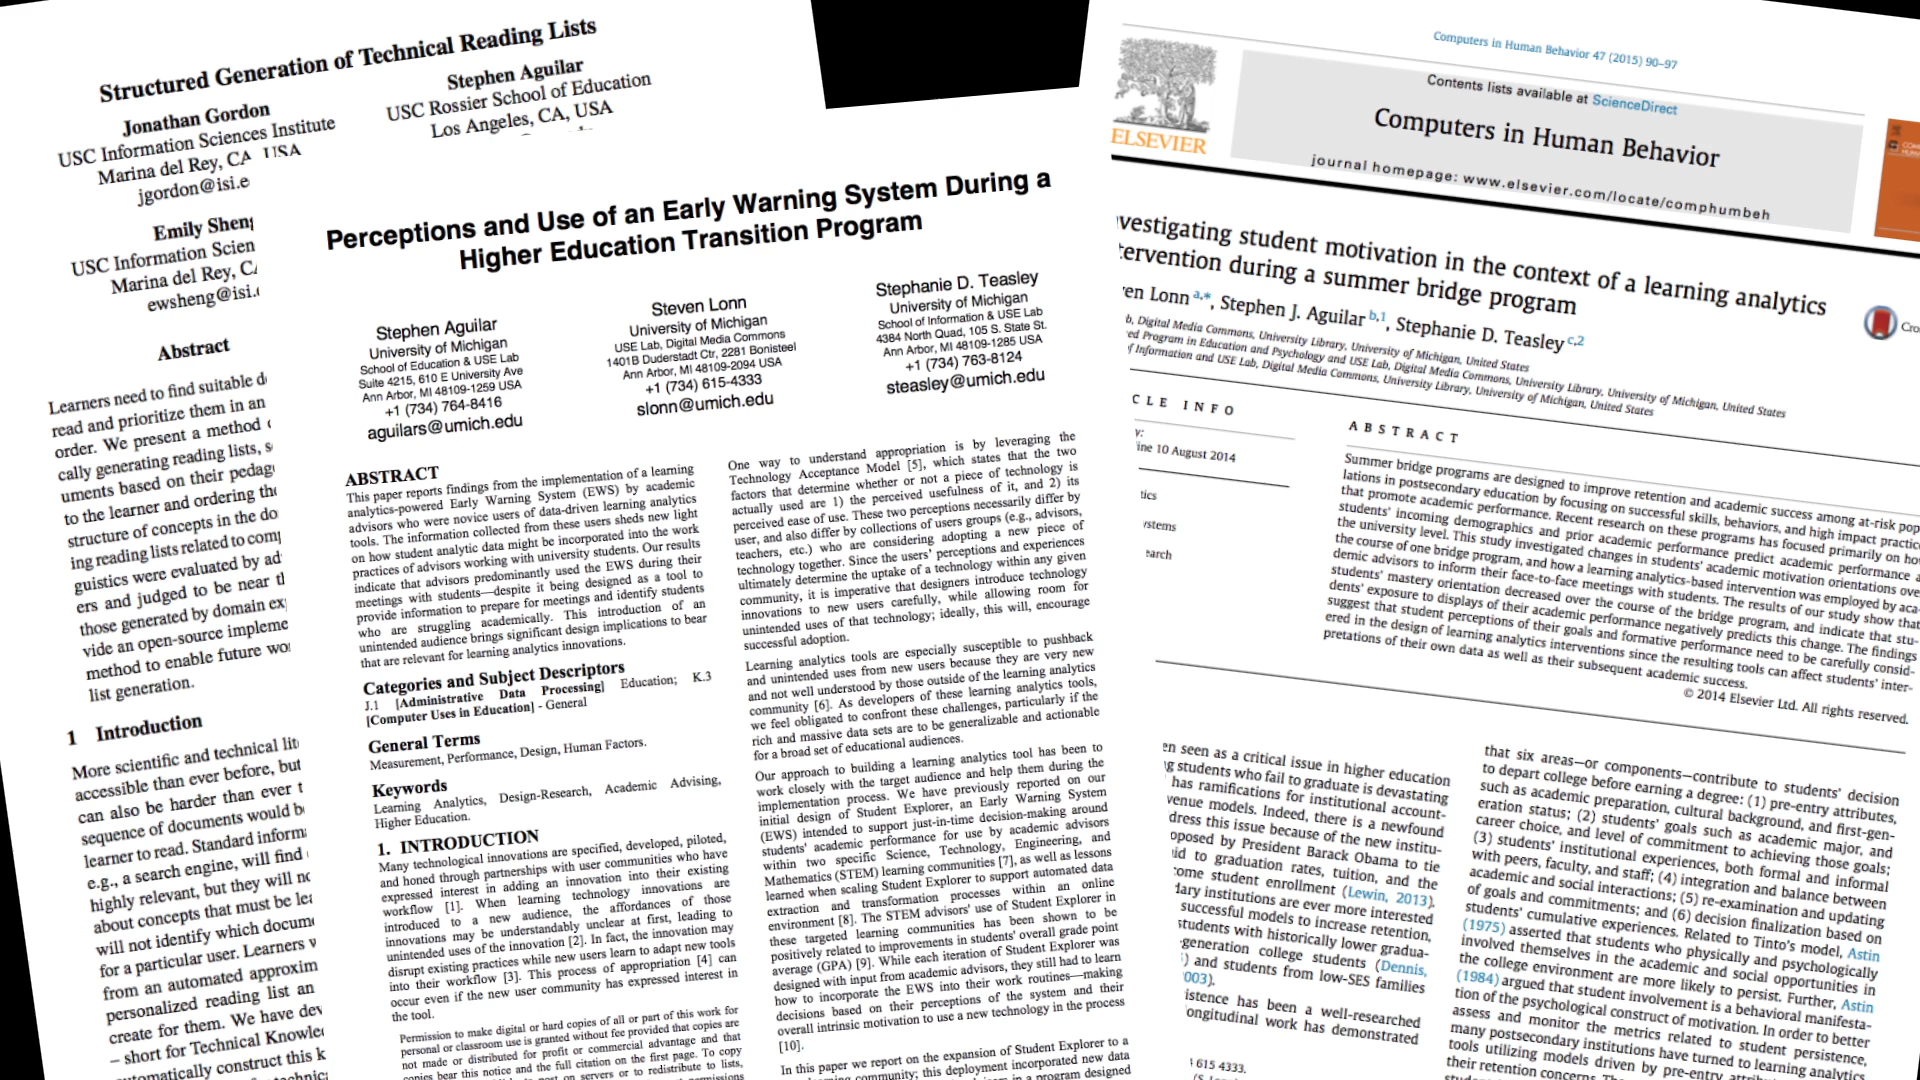 Structured Generation of Technical Reading Lists
Jonathan Gordon
USC Information Sciences Institute
Marina del Rey, CA USA
jgordon@isi.e
Stephen Aguilar
USC Rossier School of Education
Los Angeles, CA, USA
Emily Sheng
USC Information Scien
Marina del Rey, CA
ewsheng@isi.
Abstract
Learners need to find suitable d
read and prioritize them in an
order. We present a method
cally generating reading lists, s
uments based on their pedag
to the learner and ordering the
structure of concepts in the do
ing reading lists related to comp
guistics were evaluated by ad
ers and judged to be near t
those generated by domain ex
vide an open-source impleme
method to enable future wo
list generation.
1 Introduction
More scientific and technical lit
accessible than ever before, but
can also be harder than ever t
sequence of documents would b
learner to read. Standard inform
e.g., a search engine, will find
highly relevant, but they will no
about concepts that must be lea
will not identify which docume
for a particular user. Learners w
from an automated approxim
personalized reading list an
create for them. We have dev
– short for Technical Knowle
utomatically construct this k
Perceptions and Use of an Early Warning System During a
Higher Education Transition Program
Stephen Aguilar
University of Michigan
School of Education & USE Lab
Suite 4215, 610 E University Ave
Ann Arbor, MI 48109-1259 USA
+1 (734) 764-8416
aguilars@umich.edu
Steven Lonn
University of Michigan
USE Lab, Digital Media Commons
1401B Duderstadt Ctr, 2281 Bonisteel
Ann Arbor, MI 48109-2094 USA
+1 (734) 615-4333
slonn@umich.edu
Stephanie D. Teasley
University of Michigan
School of Information & USE Lab
4384 North Quad, 105 S. State St.
Ann Arbor, MI 48109-1285 USA
+1 (734) 763-8124
steasley@umich.edu
ABSTRACT
This paper reports findings from the implementation of a learning
analytics-powered Early Warning System (EWS) by academic
advisors who were novice users of data-driven learning analytics
tools. The information collected from these users sheds new light
on how student analytic data might be incorporated into the work
practices of advisors working with university students. Our results
indicate that advisors predominantly used the EWS during their
meetings with students—despite it being designed as a tool to
provide information to prepare for meetings and identify students
who are struggling academically. This introduction of an
unintended audience brings significant design implications to bear
that are relevant for learning analytics innovations.
Categories and Subject Descriptors
J.1 [Administrative Data Processing] Education; K.3
[Computer Uses in Education] - General
General Terms
Measurement, Performance, Design, Human Factors.
Keywords
Learning Analytics, Design-Research, Academic Advising,
Higher Education.
1. INTRODUCTION
Many technological innovations are specified, developed, piloted,
and honed through partnerships with user communities who have
expressed interest in adding an innovation into their existing
workflow [1]. When learning technology innovations are
introduced to a new audience, the affordances of those
innovations may be understandably unclear at first, leading to
unintended uses of the innovation [2]. In fact, the innovation may
disrupt existing practices while new users learn to adapt new tools
into their workflow [3]. This process of appropriation [4] can
occur even if the new user community has expressed interest in
the tool.
Permission to make digital or hard copies of all or part of this work for
personal or classroom use is granted without fee provided that copies are
not made or distributed for profit or commercial advantage and that
copies bear this notice and the full citation on the first page. To copy
on servers or to redistribute to lists,
One way to understand appropriation is by leveraging the
Technology Acceptance Model [5], which states that the two
factors that determine whether or not a piece of technology is
actually used are 1) the perceived usefulness of it, and 2) its
perceived ease of use. These two perceptions necessarily differ by
user, and also differ by collections of users groups (e.g., advisors,
teachers, etc.) who are considering adopting a new piece of
technology together. Since the users' perceptions and experiences
ultimately determine the uptake of a technology within any given
community, it is imperative that designers introduce technology
innovations to new users carefully, while allowing room for
unintended uses of that technology; ideally, this will, encourage
successful adoption.
Learning analytics tools are especially susceptible to pushback
and unintended uses from new users because they are very new
and not well understood by those outside of the learning analytics
community [6]. As developers of these learning analytics tools,
we feel obligated to confront these challenges, particularly if the
rich and massive data sets are to be generalizable and actionable
for a broad set of educational audiences.
Our approach to building a learning analytics tool has been to
work closely with the target audience and help them during the
implementation process. We have previously reported on our
initial design of Student Explorer, an Early Warning System
(EWS) intended to support just-in-time decision-making around
students' academic performance for use by academic advisors
within two specific Science, Technology, Engineering, and
Mathematics (STEM) learning communities [7], as well as lessons
learned when scaling Student Explorer to support automated data
extraction and transformation processes within an online
environment [8]. The STEM advisors' use of Student Explorer in
these targeted learning communities has been shown to be
positively related to improvements in students' overall grade point
average (GPA) [9]. While each iteration of Student Explorer was
designed with input from academic advisors, they still had to learn
how to incorporate the EWS into their work routines—making
decisions based on their perceptions of the system and their
overall intrinsic motivation to use a new technology in the process
[10].
In this paper we report on the expansion of Student Explorer to a
community; this deployment incorporated new data
in a program designed
Computers in Human Behavior 47 (2015) 90–97
Contents lists available at ScienceDirect
Computers in Human Behavior
journal homepage: www.elsevier.com/locate/comphumbeh
ELSEVIER
vestigating student motivation in the context of a learning analytics
tervention during a summer bridge program
ven Lonn a,*, Stephen J. Aguilar b,1, Stephanie D. Teasley c,2
b, Digital Media Commons, University Library, University of Michigan, United States
ed Program in Education and Psychology and USE Lab, Digital Media Commons, University Library, University of Michigan, United States
f Information and USE Lab, Digital Media Commons, University Library, University of Michigan, United States
CLE INFO
y:
ine 10 August 2014
tics
ystems
earch
ABSTRACT
Summer bridge programs are designed to improve retention and academic success among at-risk pop
lations in postsecondary education by focusing on successful skills, behaviors, and high impact practic
that promote academic performance. Recent research on these programs has focused primarily on how
students' incoming demographics and prior academic performance predict academic performance a
the university level. This study investigated changes in students' academic motivation orientations over
the course of one bridge program, and how a learning analytics-based intervention was employed by aca-
demic advisors to inform their face-to-face meetings with students. The results of our study show that
students' mastery orientation decreased over the course of the bridge program, and indicate that stu-
dents' exposure to displays of their academic performance negatively predicts this change. The findings
suggest that student perceptions of their goals and formative performance need to be carefully consid-
ered in the design of learning analytics interventions since the resulting tools can affect students' inter-
pretations of their own data as well as their subsequent academic success.
© 2014 Elsevier Ltd. All rights reserved.
en seen as a critical issue in higher education
g students who fail to graduate is devastating
has ramifications for institutional account-
venue models. Indeed, there is a newfound
dress this issue because of the new institu-
oposed by President Barack Obama to tie
id to graduation rates, tuition, and the
come student enrollment (Lewin, 2013).
dary institutions are ever more interested
successful models to increase retention,
students with historically lower gradua-
generation college students (Dennis,
) and students from low-SES families
003).
istence has been a well-researched
ongitudinal work has demonstrated
615 4333.
that six areas—or components—contribute to students' decision
to depart college before earning a degree: (1) pre-entry attributes,
such as academic preparation, cultural background, and first-gen-
eration status; (2) students' goals such as academic major, and
career choice, and level of commitment to achieving those goals;
(3) students' institutional experiences, both formal and informal
with peers, faculty, and staff; (4) integration and balance between
academic and social interactions; (5) re-examination and updating
of goals and commitments; and (6) decision finalization based on
students' cumulative experiences. Related to Tinto's model, Astin
(1975) asserted that students who physically and psychologically
involved themselves in the academic and social opportunities in
the college environment are more likely to persist. Further, Astin
(1984) argued that student involvement is a behavioral manifesta-
tion of the psychological construct of motivation. In order to better
assess and monitor the metrics related to student persistence,
many postsecondary institutions have turned to learning analytics
tools utilizing models driven by pre-entry
their retention concerns.